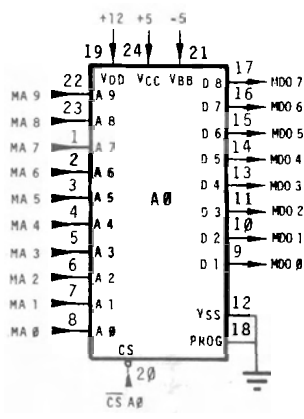 +12 +5 -5
19 24 21
VDD VCC VBB
22 MA 9 A 9 D 8 17 MDO 7
23 MA 8 A 8 D 7 16 MDO 6
1 MA 7 A 7 D 6 15 MDO 5
2 MA 6 A 6 D 5 14 MDO 4
3 MA 5 A 5 D 4 13 MDO 3
A0
4 MA 4 A 4 D 3 11 MDO 2
5 MA 3 A 3 D 2 10 MDO 1
6 MA 2 A 2 D 1 9 MDO 0
7 MA 1 A 1
8 MA 0 A 0
VSS 12
PROG 18
CS
20
CS A0